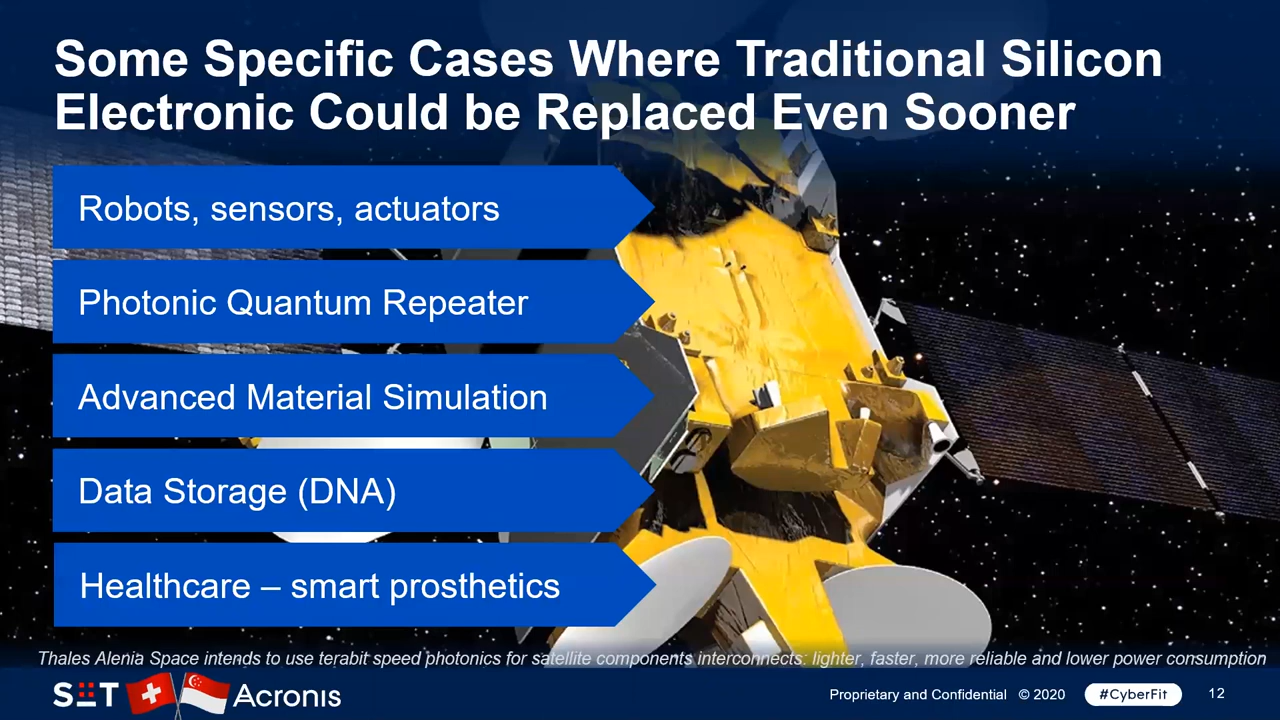 Some Specific Cases Where Traditional Silicon
Electronic Could be Replaced Even Sooner
Robots, sensors, actuators
Photonic Quantum Repeater
Advanced Material Simulation
Data Storage (DNA)
Healthcare – smart prosthetics
Thales Alenia Space intends to use terabit speed photonics for satellite components interconnects: lighter, faster, more reliable and lower power consumption
SIT Acronis
Proprietary and Confidential © 2020 #CyberFit 12